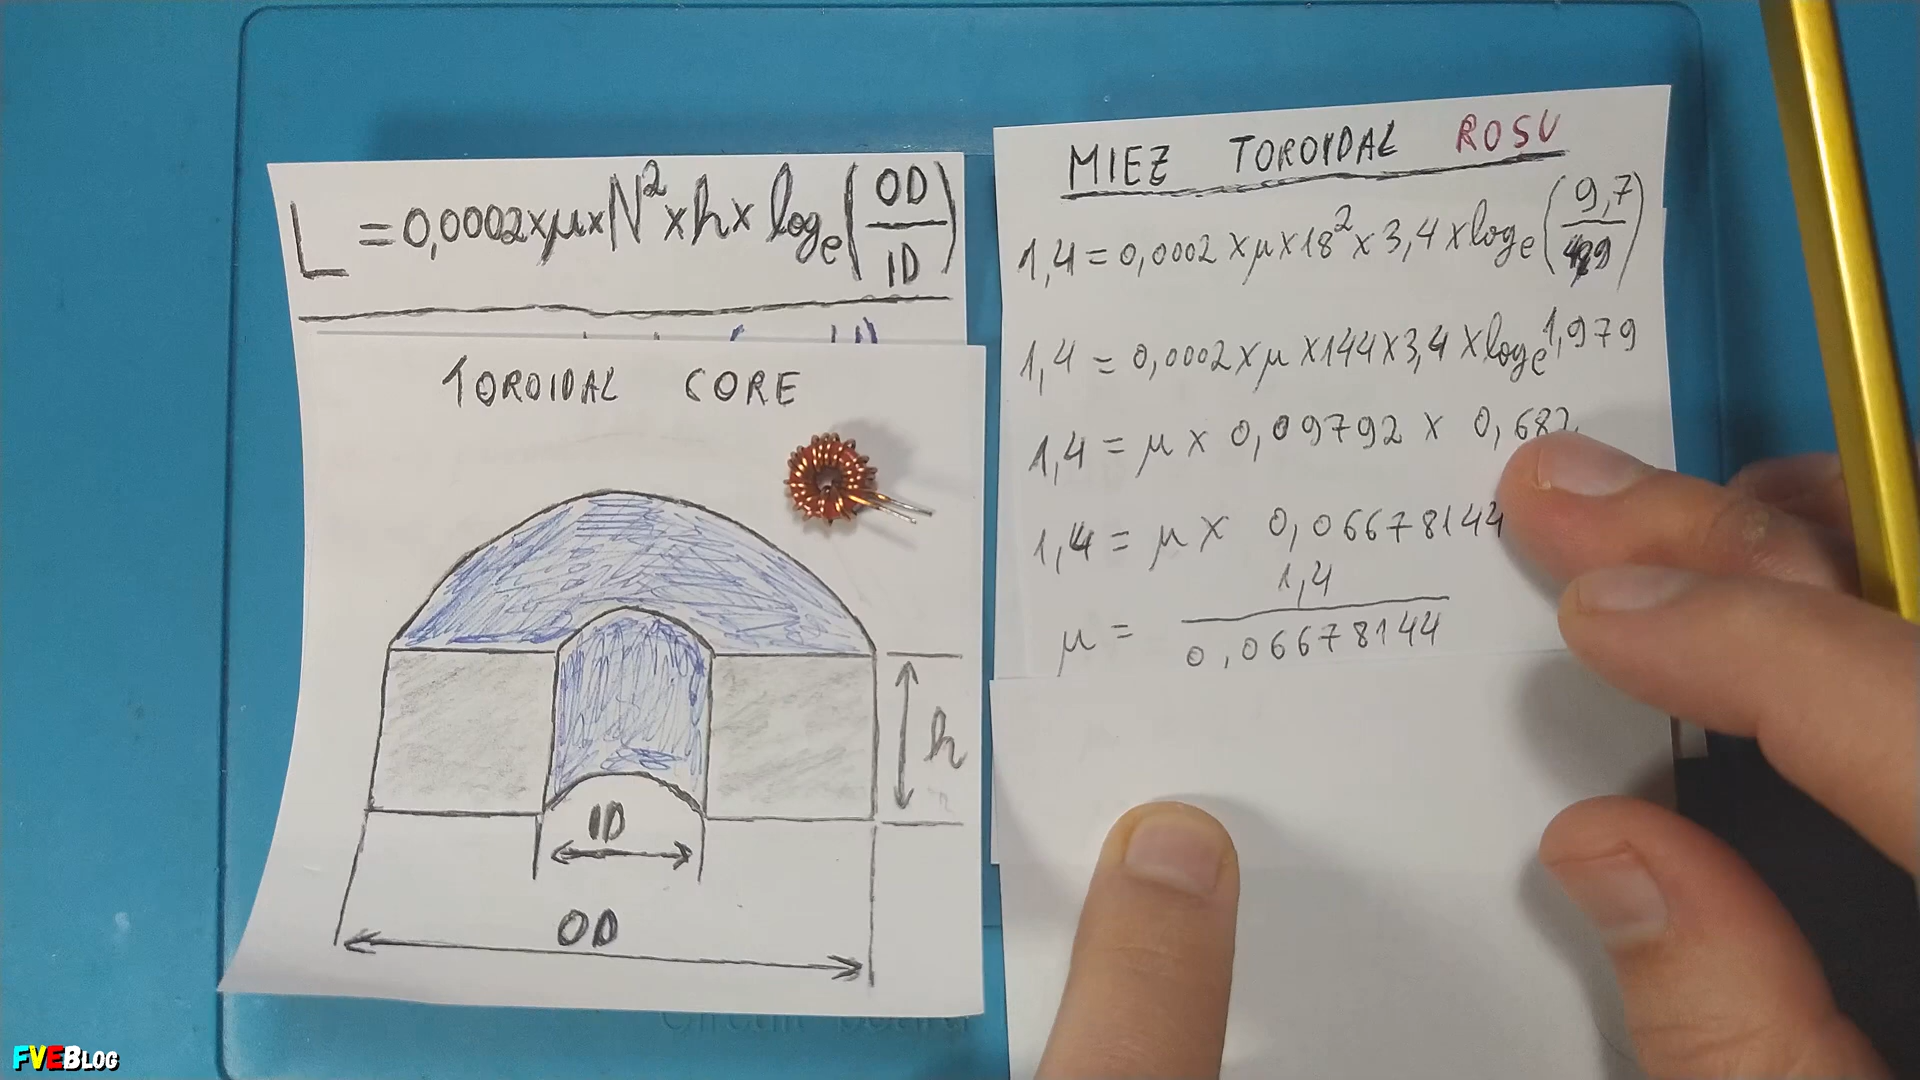 L = 0,0002 x μ x N² x h x logₑ (OD/ID)
TOROIDAL CORE
h
ID
OD
MIEZ TOROIDAL ROSU
1,4 = 0,0002 x μ x 18² x 3,4 x logₑ (9,7/4,9)
1,4 = 0,0002 x μ x 144 x 3,4 x logₑ 1,979
1,4 = μ x 0,09792 x 0,682
1,4 = μ x 0,06678144
μ = 1,4/0,06678144
FVEBLOG